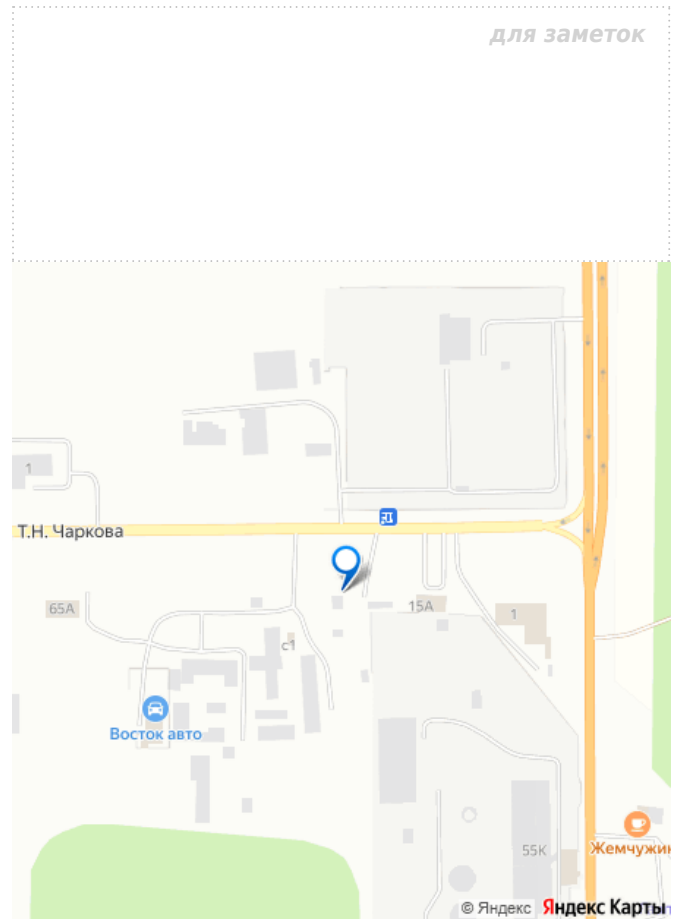 для заметок
1
Т.Н. Чаркова
65А
15А
1
с1
Восток авто
55К
Жемчужин
© Яндекс Яндекс Карты